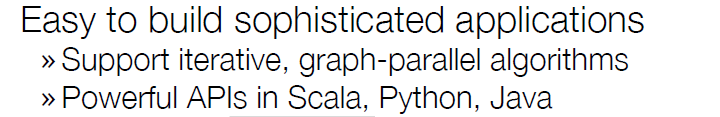 Easy to build sophisticated applications
» Support iterative, graph-parallel algorithms
» Powerful APIs in Scala, Python, Java